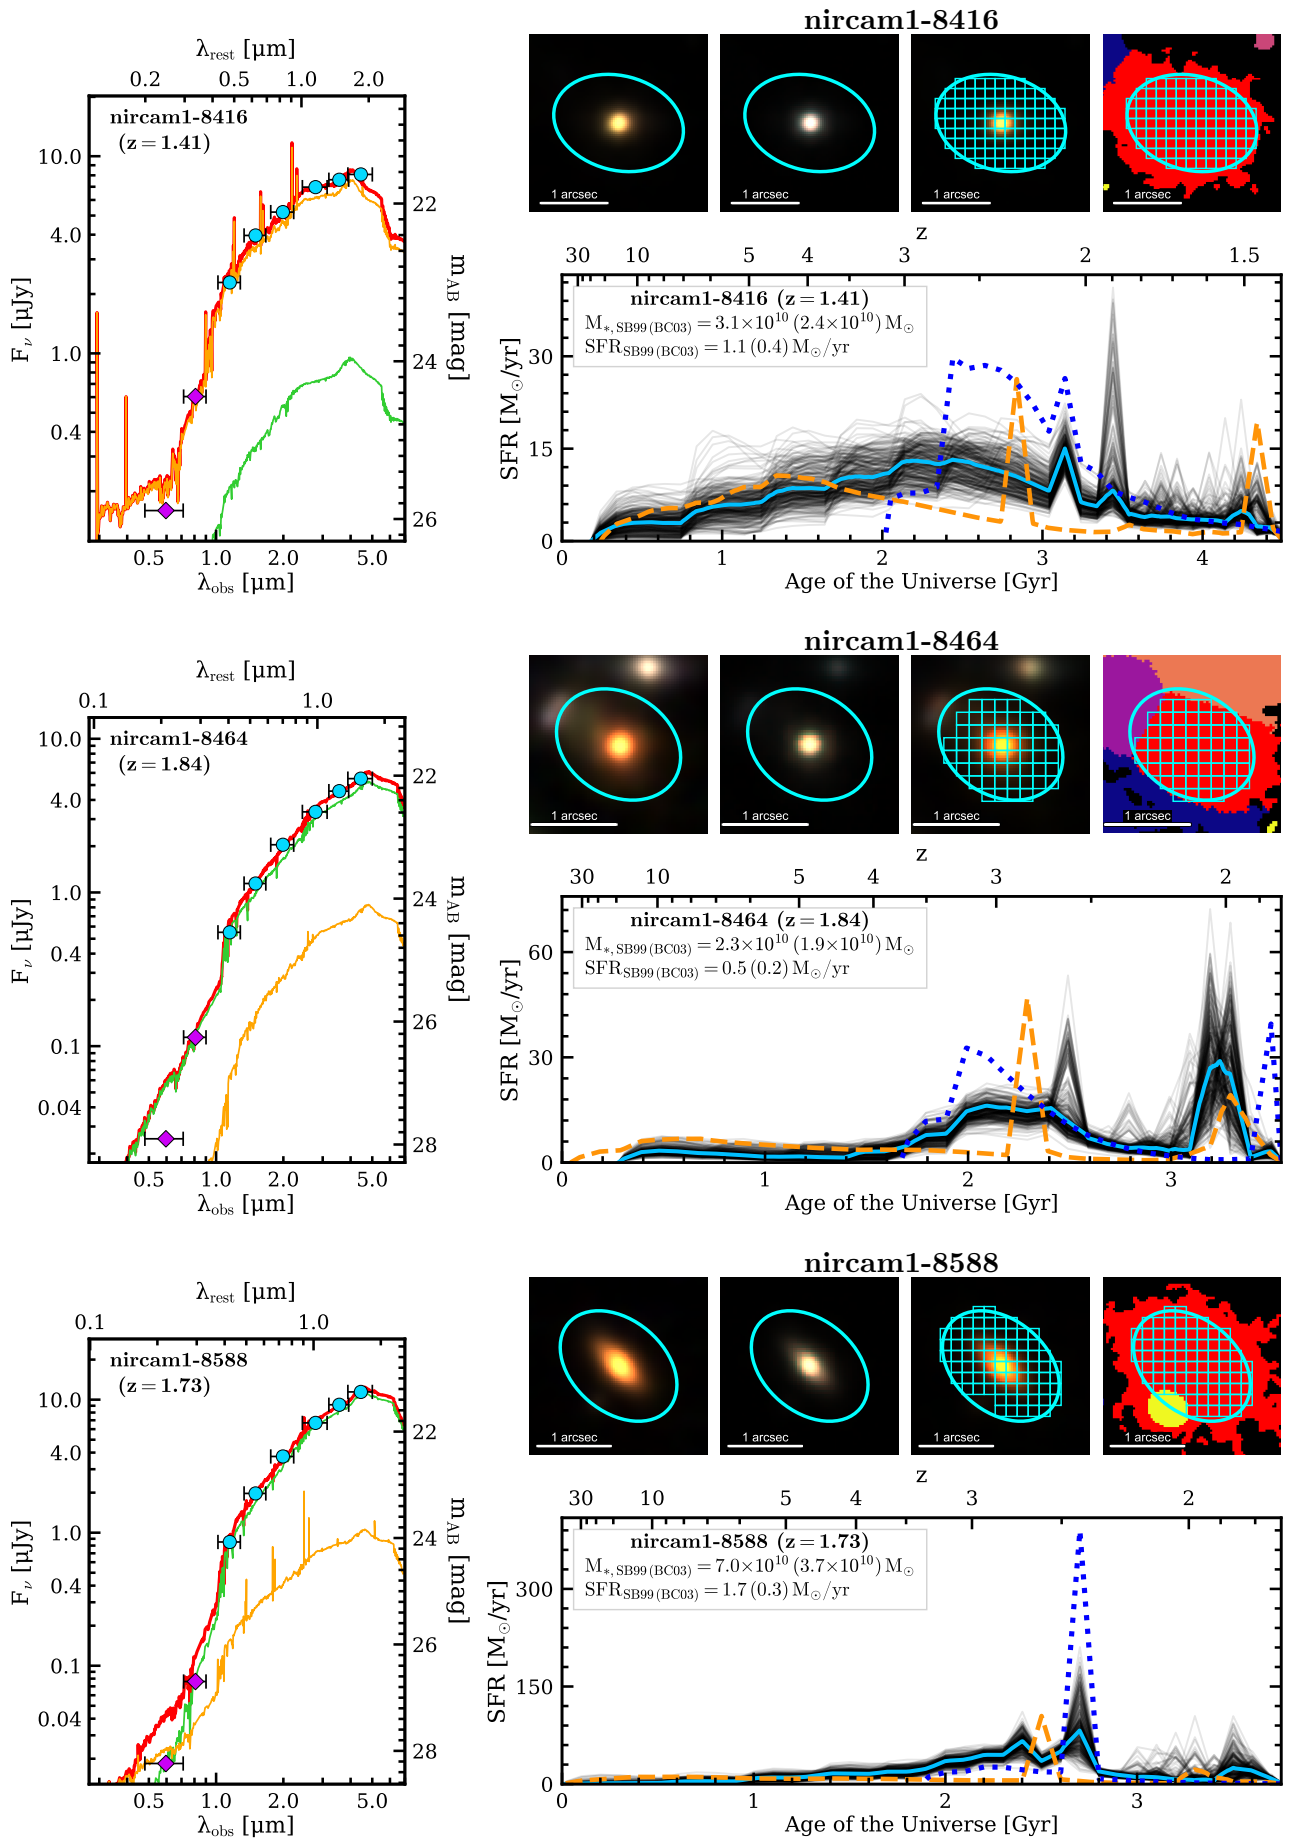 nircam1-8416
λrest [μm]
0.2 0.5 1.0 2.0
nircam1-8416
(z = 1.41)
10.0
4.0
1.0
0.4
Fν [μJy]
22
24
26
mAB [mag]
0.5 1.0 2.0 5.0
λobs [μm]
1 arcsec
1 arcsec
1 arcsec
1 arcsec
z
30 10 5 4 3 2 1.5
nircam1-8416 (z = 1.41)
M*, SB99 (BC03) = 3.1×10^10 (2.4×10^10) M⊙
SFRSB99 (BC03) = 1.1 (0.4) M⊙/yr
SFR [M⊙/yr]
30
15
0
0 1 2 3 4
Age of the Universe [Gyr]
nircam1-8464
λrest [μm]
0.1 1.0
nircam1-8464
(z = 1.84)
10.0
4.0
1.0
0.4
0.1
0.04
Fν [μJy]
22
24
26
28
mAB [mag]
0.5 1.0 2.0 5.0
λobs [μm]
1 arcsec
1 arcsec
1 arcsec
1 arcsec
z
30 10 5 4 3 2
nircam1-8464 (z = 1.84)
M*, SB99 (BC03) = 2.3×10^10 (1.9×10^10) M⊙
SFRSB99 (BC03) = 0.5 (0.2) M⊙/yr
SFR [M⊙/yr]
60
30
0
0 1 2 3
Age of the Universe [Gyr]
nircam1-8588
λrest [μm]
0.1 1.0
nircam1-8588
(z = 1.73)
10.0
4.0
1.0
0.4
0.1
0.04
Fν [μJy]
22
24
26
28
mAB [mag]
0.5 1.0 2.0 5.0
λobs [μm]
1 arcsec
1 arcsec
1 arcsec
1 arcsec
z
30 10 5 4 3 2
nircam1-8588 (z = 1.73)
M*, SB99 (BC03) = 7.0×10^10 (3.7×10^10) M⊙
SFRSB99 (BC03) = 1.7 (0.3) M⊙/yr
SFR [M⊙/yr]
300
150
0
0 1 2 3
Age of the Universe [Gyr]